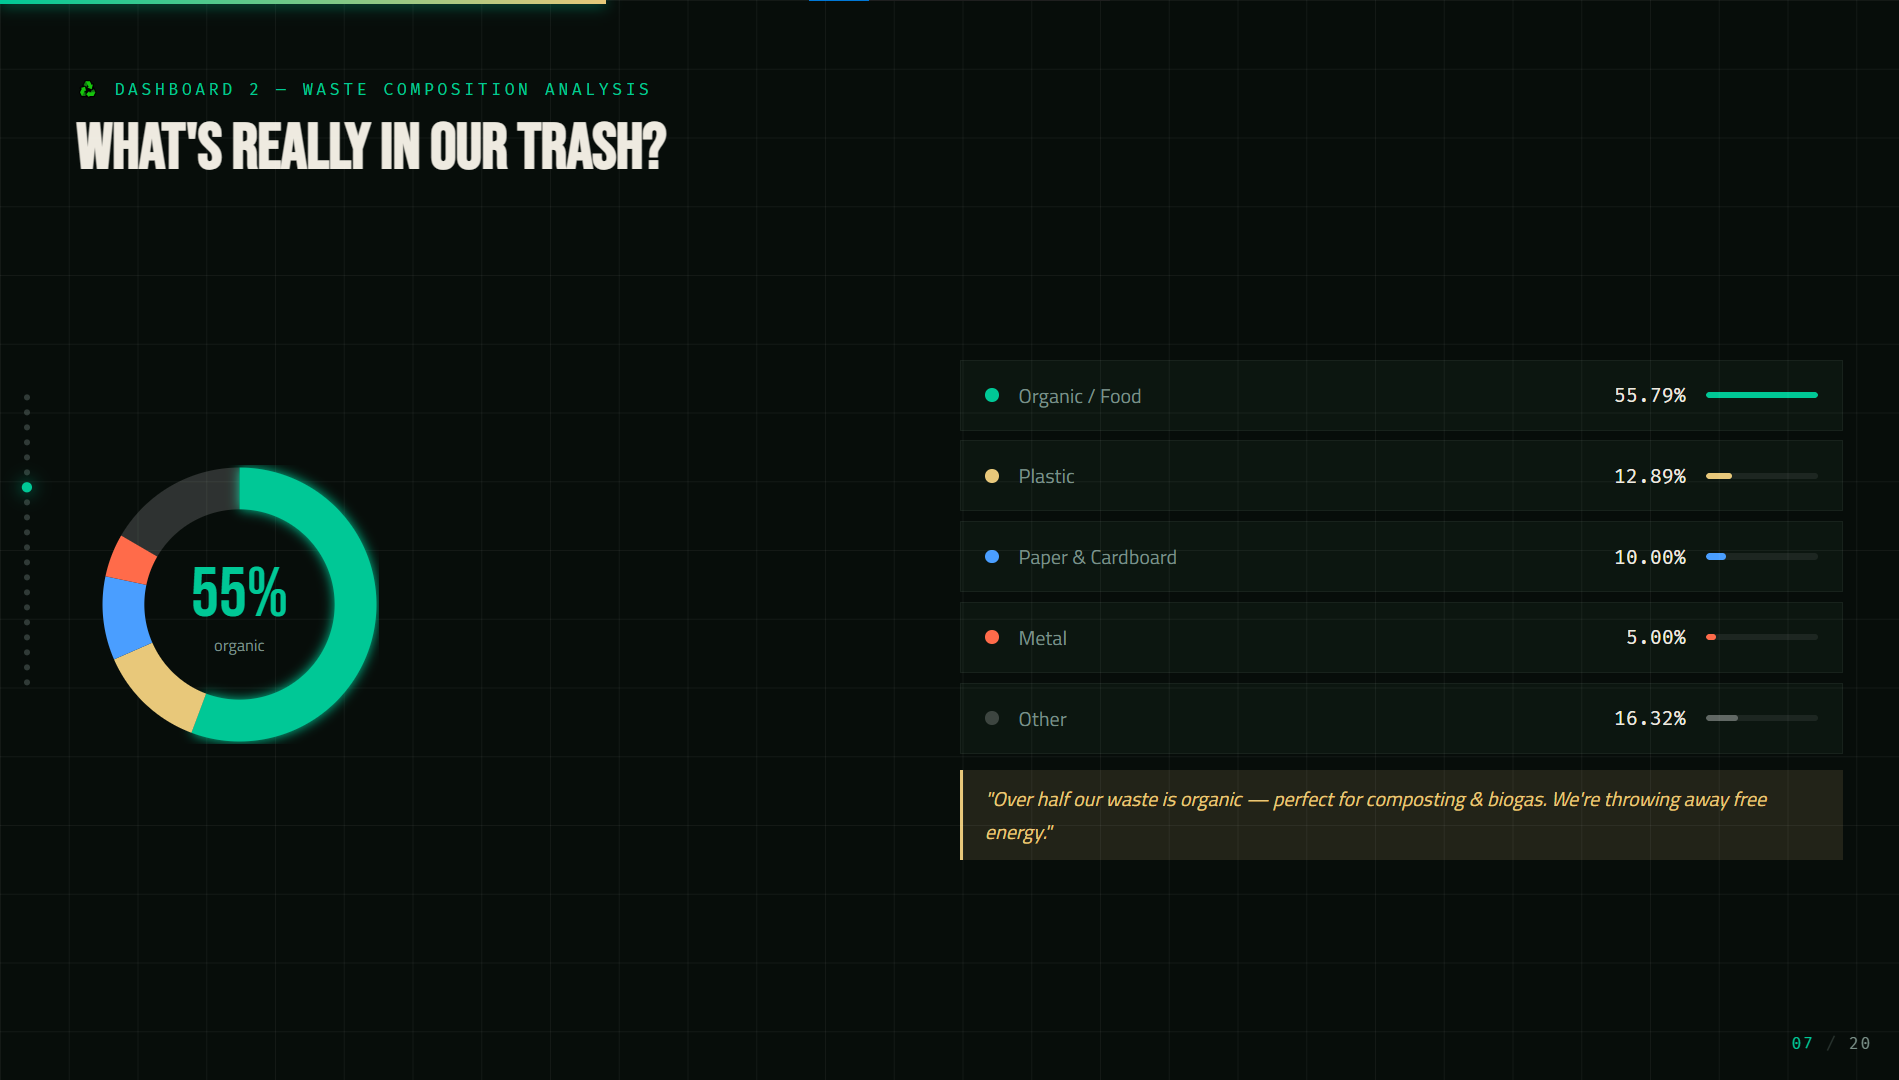 ♻ DASHBOARD 2 — WASTE COMPOSITION ANALYSIS
WHAT'S REALLY IN OUR TRASH?
55%
organic
Organic / Food 55.79%
Plastic 12.89%
Paper & Cardboard 10.00%
Metal 5.00%
Other 16.32%
"Over half our waste is organic — perfect for composting & biogas. We're throwing away free
energy."
07 / 20